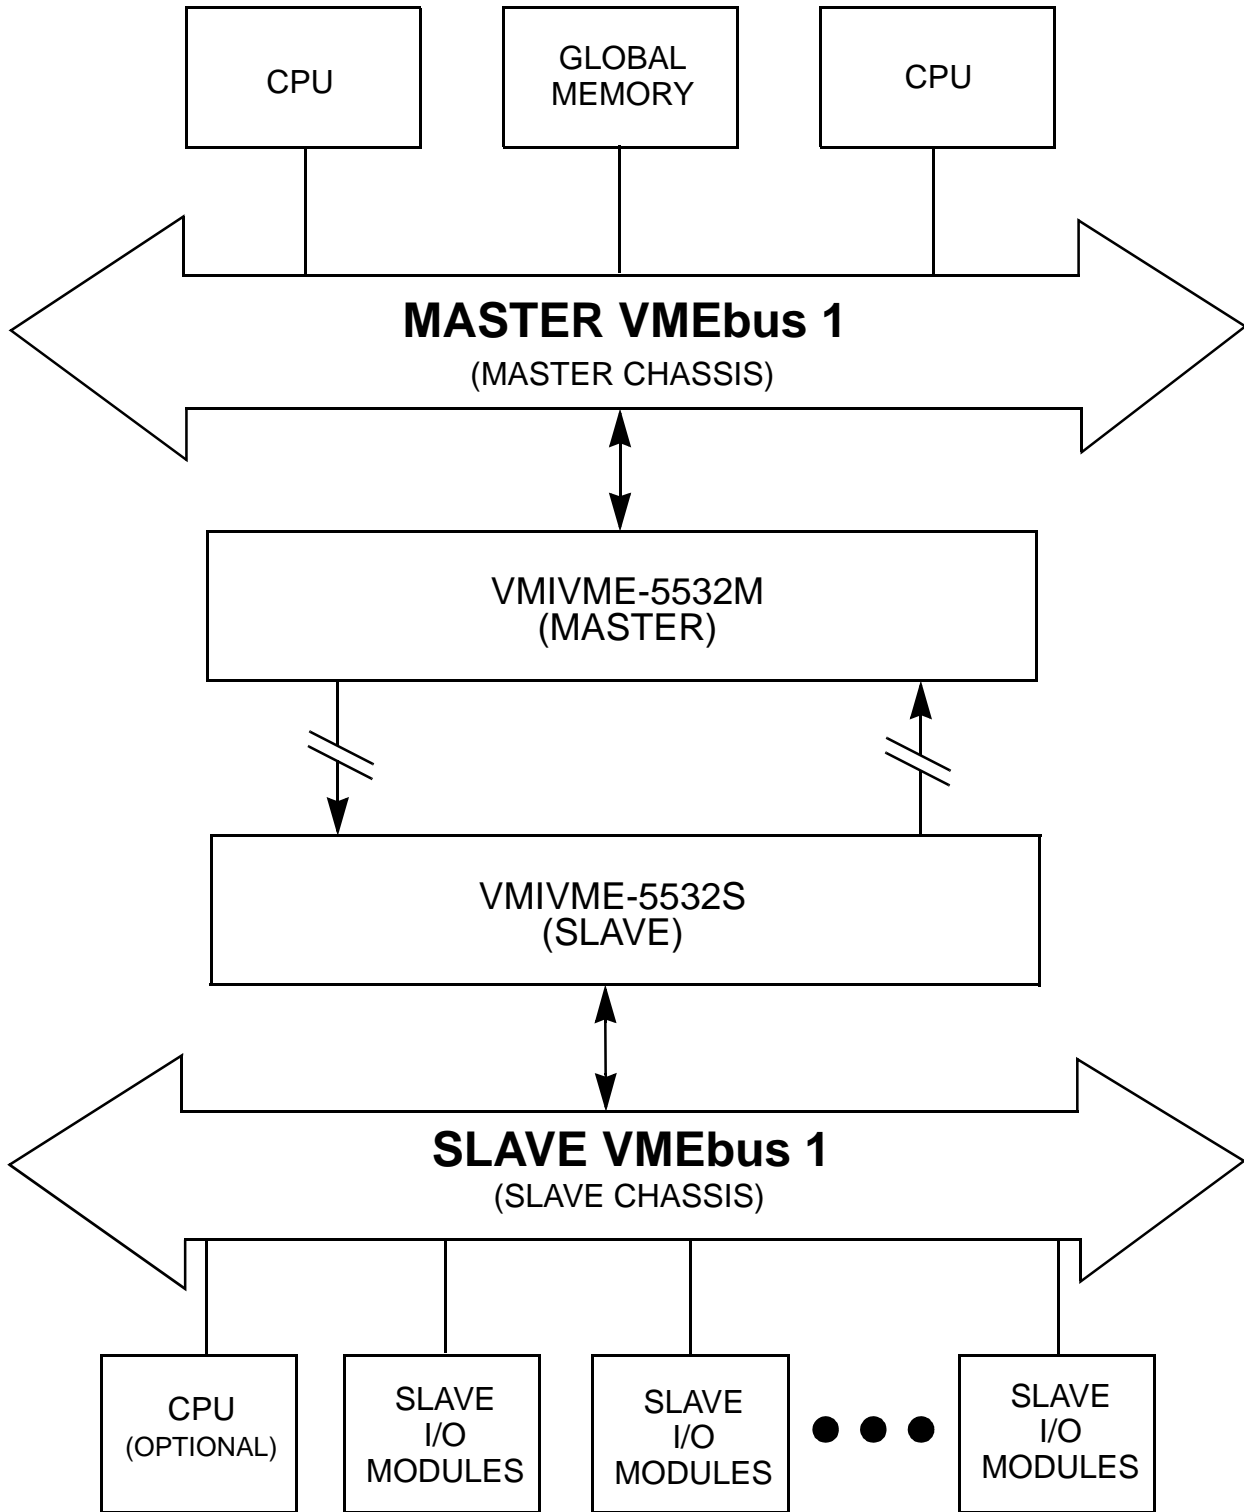 CPU
GLOBAL
MEMORY
CPU
MASTER VMEbus 1
(MASTER CHASSIS)
VMIVME-5532M
(MASTER)
VMIVME-5532S
(SLAVE)
SLAVE VMEbus 1
(SLAVE CHASSIS)
CPU
(OPTIONAL)
SLAVE
I/O
MODULES
SLAVE
I/O
MODULES
SLAVE
I/O
MODULES